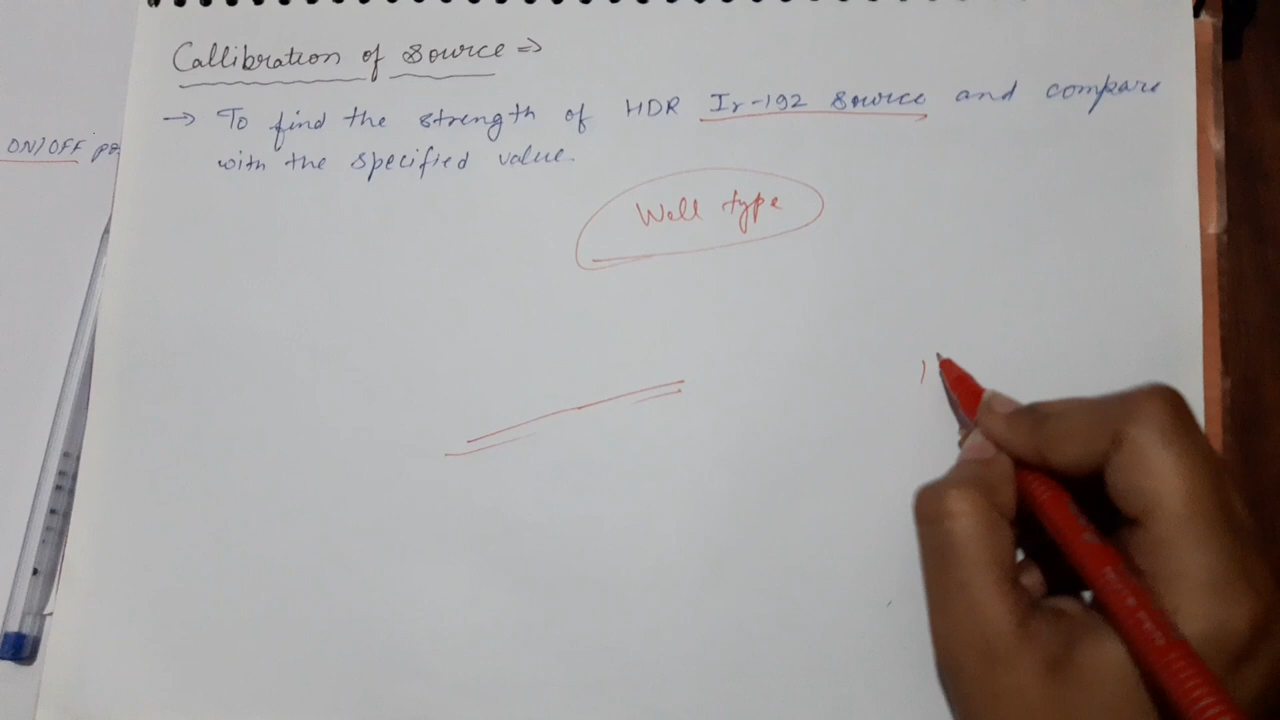 Callibration of Source ⇒
→ To find the strength of HDR Ir-192 source and compare
with the specified value.
ON/OFF
Well type